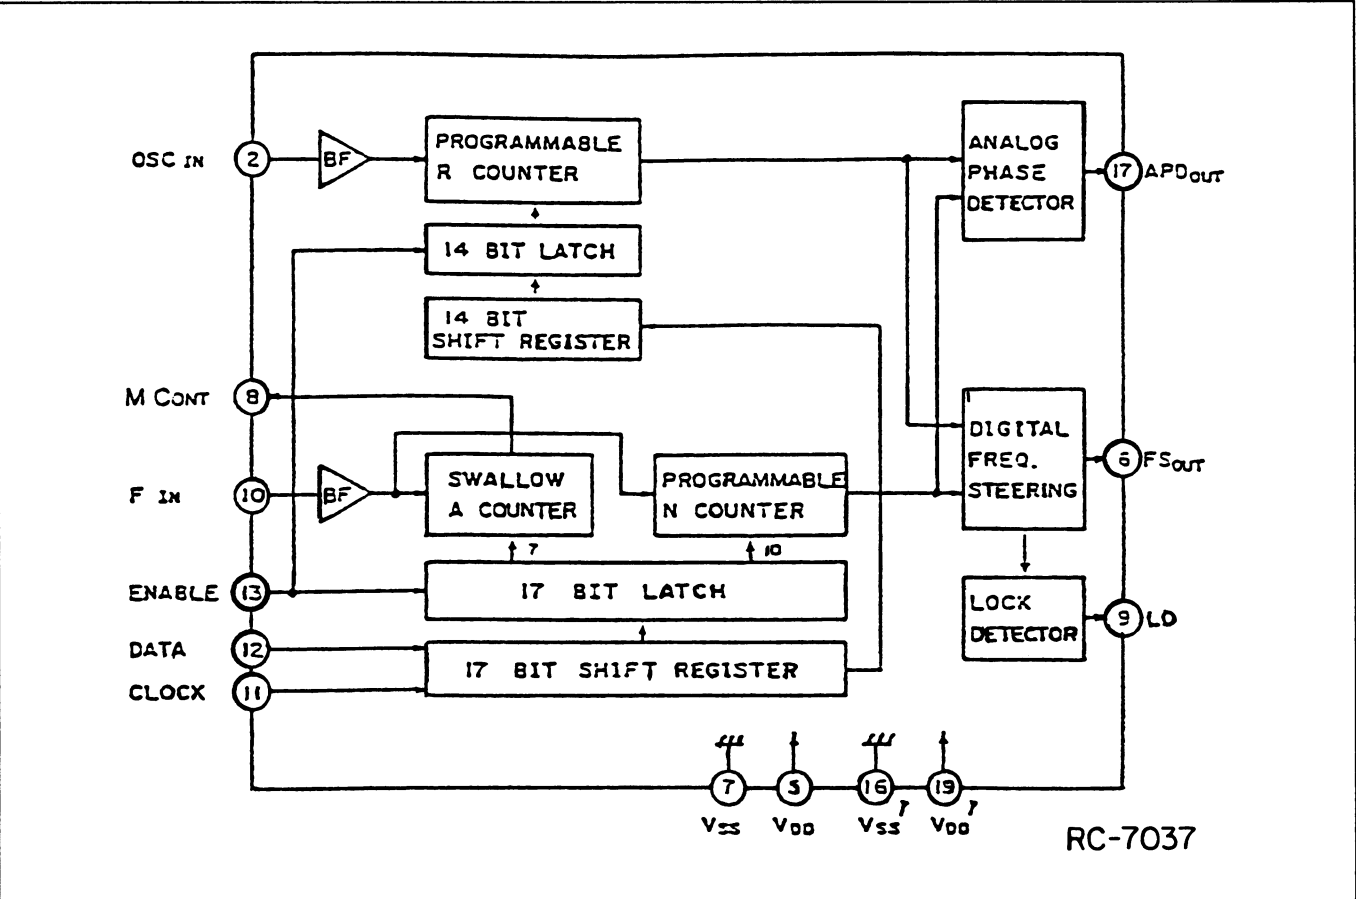 OSC IN
2
BF
PROGRAMMABLE
R COUNTER
ANALOG
PHASE
DETECTOR
17
APDOUT
14 BIT LATCH
14 BIT
SHIFT REGISTER
M CONT
8
F IN
10
BF
SWALLOW
A COUNTER
PROGRAMMABLE
N COUNTER
DIGITAL
FREQ.
STEERING
6
FSOUT
7
10
ENABLE
13
17 BIT LATCH
LOCK
DETECTOR
9
LD
DATA
12
CLOCK
11
17 BIT SHIFT REGISTER
7
5
16
19
VSS
VDD
VSS'
VDD'
RC-7037